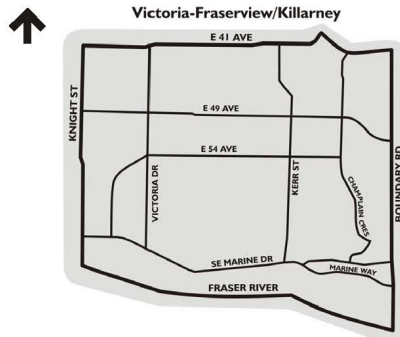 Victoria-Fraserview/Killarney
E 41 AVE
KNIGHT ST
E 49 AVE
E 54 AVE
VICTORIA DR
KERR ST
CHAMPLAIN CRES
BOUNDARY RD
SE MARINE DR
MARINE WAY
FRASER RIVER